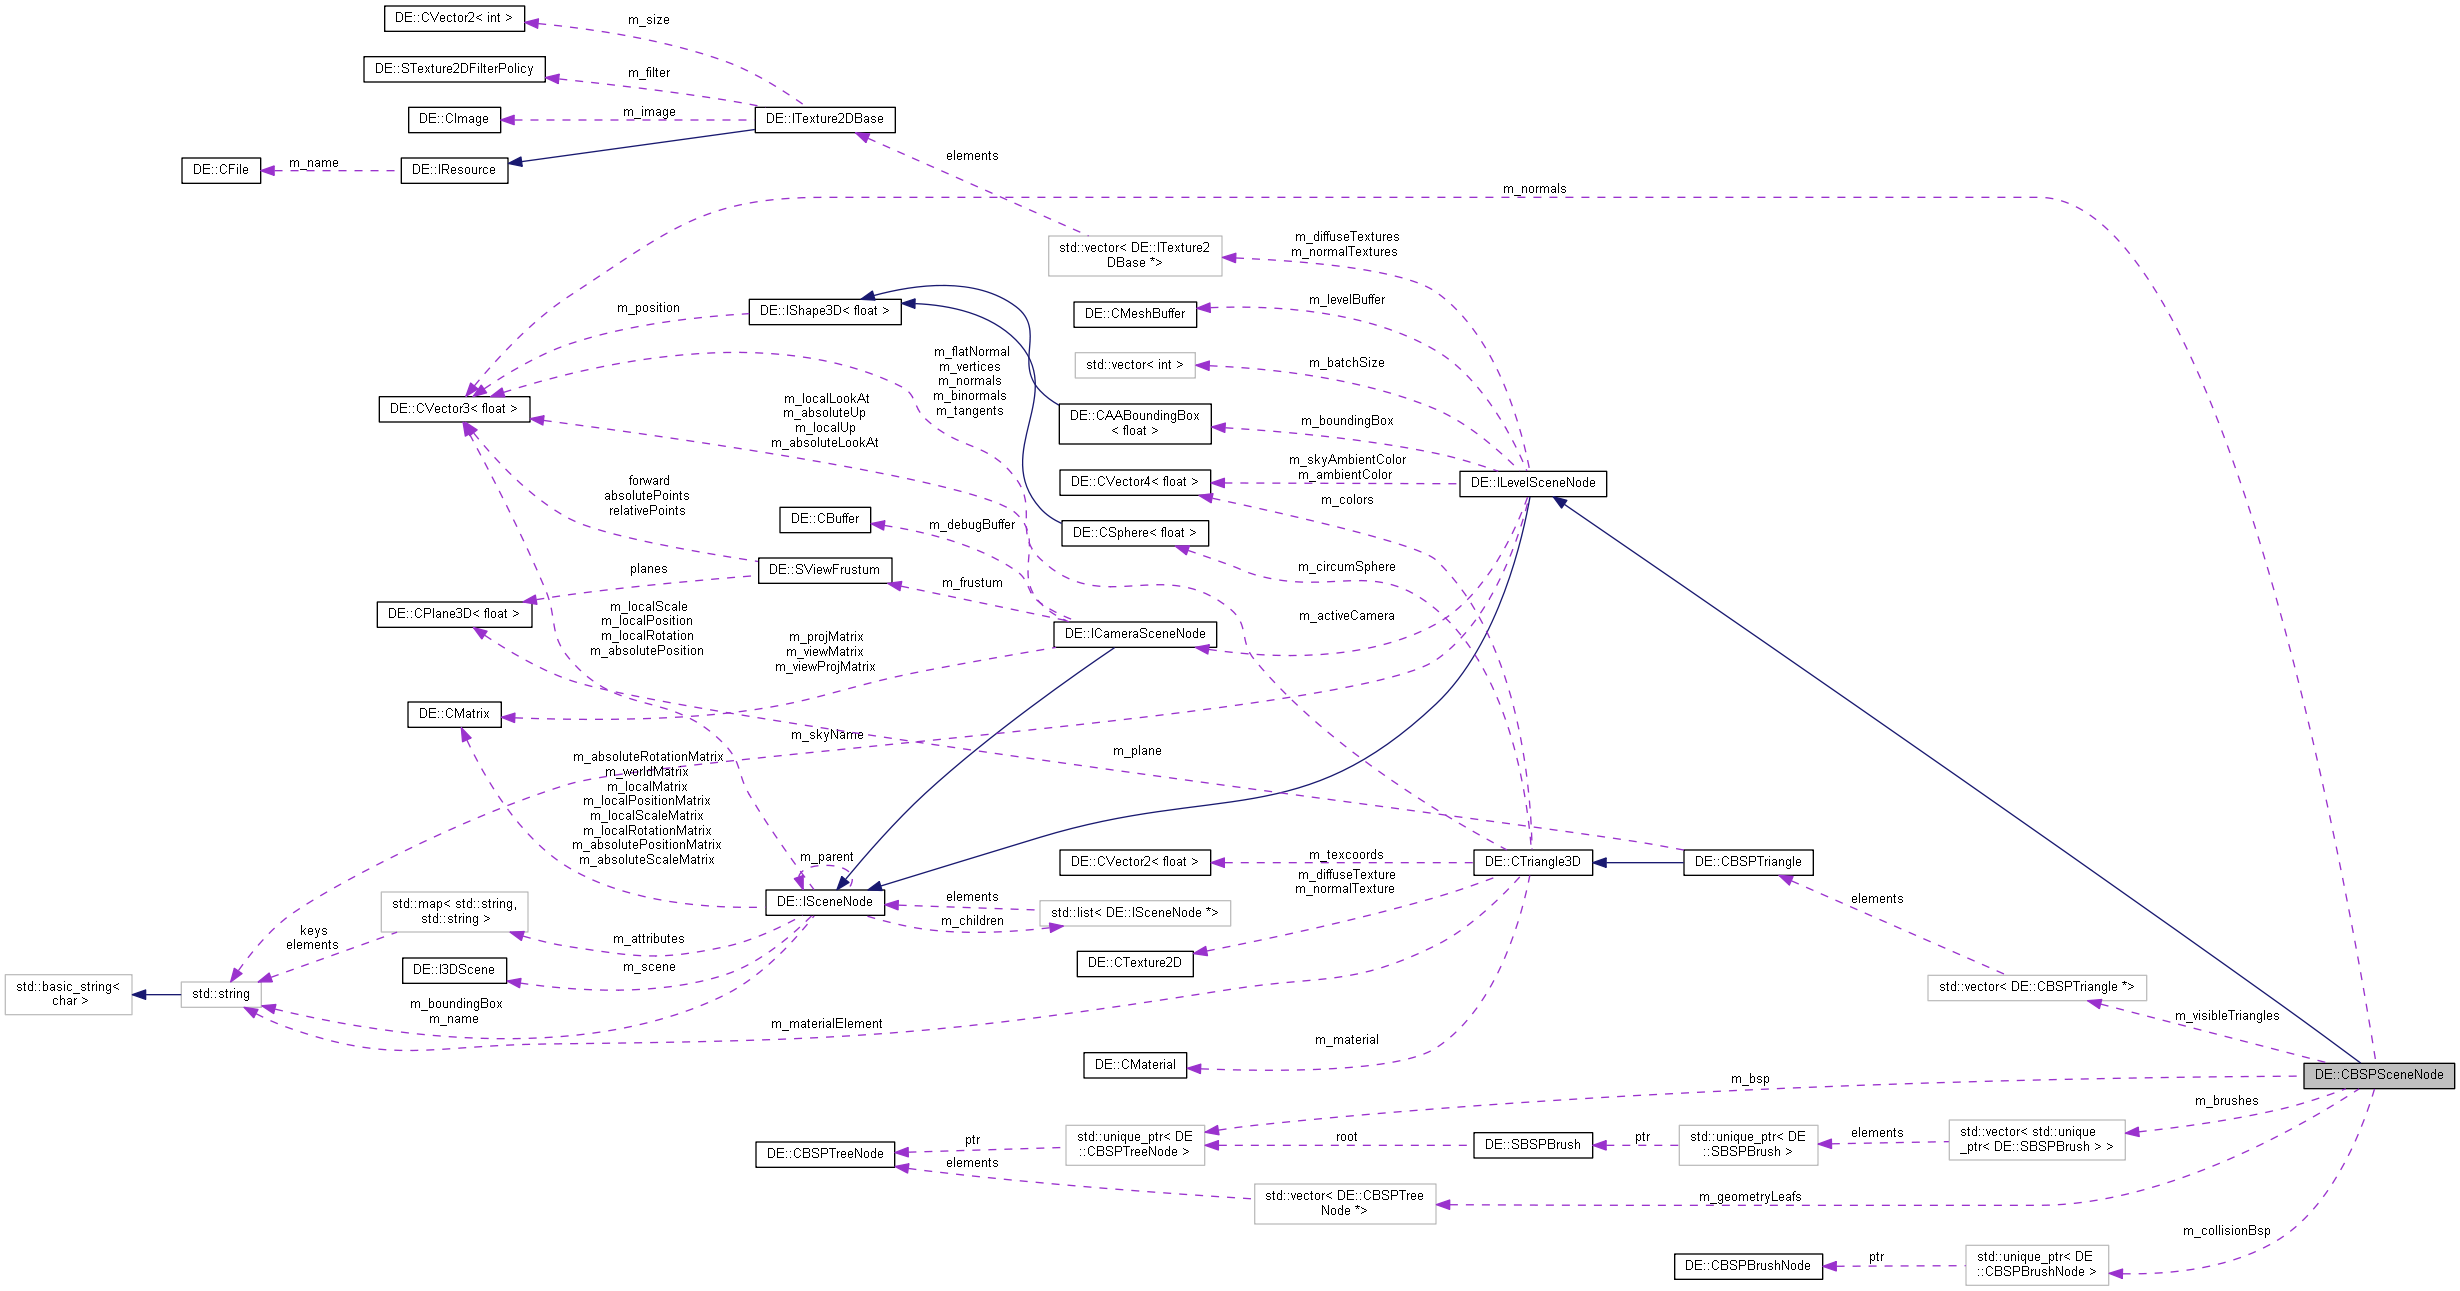 DE::CVector2< int >
m_size
DE::STexture2DFilterPolicy
m_filter
DE::CImage
m_image
DE::ITexture2DBase
DE::CFile
m_name
DE::IResource
elements
m_normals
std::vector< DE::ITexture2
DBase *>
m_diffuseTextures
m_normalTextures
DE::IShape3D< float >
m_position
DE::CMeshBuffer
m_levelBuffer
std::vector< int >
m_batchSize
m_flatNormal
m_vertices
m_normals
m_binormals
m_tangents
DE::CVector3< float >
m_localLookAt
m_absoluteUp
m_localUp
m_absoluteLookAt
DE::CAABoundingBox
< float >
m_boundingBox
DE::CVector4< float >
m_skyAmbientColor
m_ambientColor
m_colors
DE::ILevelSceneNode
forward
absolutePoints
relativePoints
DE::CBuffer
m_debugBuffer
DE::CSphere< float >
m_circumSphere
planes
DE::SViewFrustum
m_frustum
DE::CPlane3D< float >
m_localScale
m_localPosition
m_localRotation
m_absolutePosition
m_activeCamera
DE::ICameraSceneNode
m_projMatrix
m_viewMatrix
m_viewProjMatrix
DE::CMatrix
m_skyName
m_plane
m_absoluteRotationMatrix
m_worldMatrix
m_localMatrix
m_localPositionMatrix
m_localScaleMatrix
m_localRotationMatrix
m_absolutePositionMatrix
m_absoluteScaleMatrix
m_parent
DE::ISceneNode
DE::CVector2< float >
m_texcoords
DE::CTriangle3D
DE::CBSPTriangle
m_diffuseTexture
m_normalTexture
elements
m_children
std::list< DE::ISceneNode *>
elements
std::map< std::string,
std::string >
keys
elements
m_attributes
DE::I3DScene
m_scene
DE::CTexture2D
std::basic_string<
char >
std::string
m_boundingBox
m_name
m_materialElement
std::vector< DE::CBSPTriangle *>
m_visibleTriangles
DE::CMaterial
m_material
DE::CBSPSceneNode
m_bsp
m_brushes
DE::CBSPTreeNode
ptr
std::unique_ptr< DE
::CBSPTreeNode >
root
DE::SBSPBrush
ptr
std::unique_ptr< DE
::SBSPBrush >
elements
std::vector< std::unique
_ptr< DE::SBSPBrush > >
elements
std::vector< DE::CBSPTree
Node *>
m_geometryLeafs
m_collisionBsp
DE::CBSPBrushNode
ptr
std::unique_ptr< DE
::CBSPBrushNode >